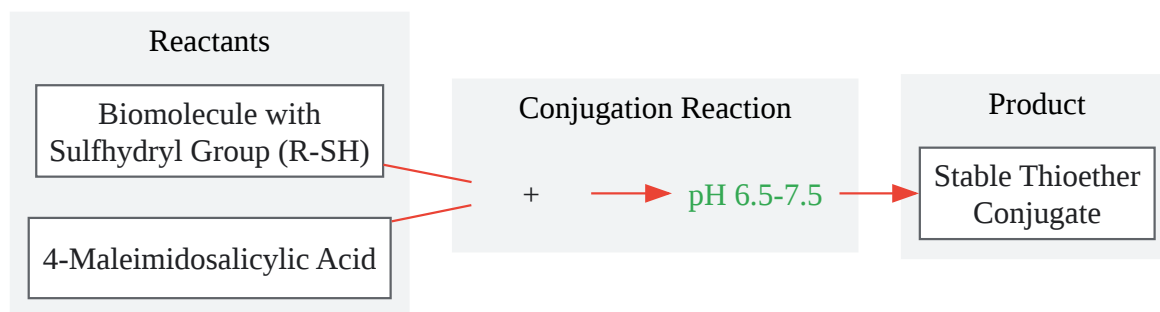 Reactants
Biomolecule with
Sulfhydryl Group (R-SH)
4-Maleimidosalicylic Acid
Conjugation Reaction
+
pH 6.5-7.5
Product
Stable Thioether
Conjugate